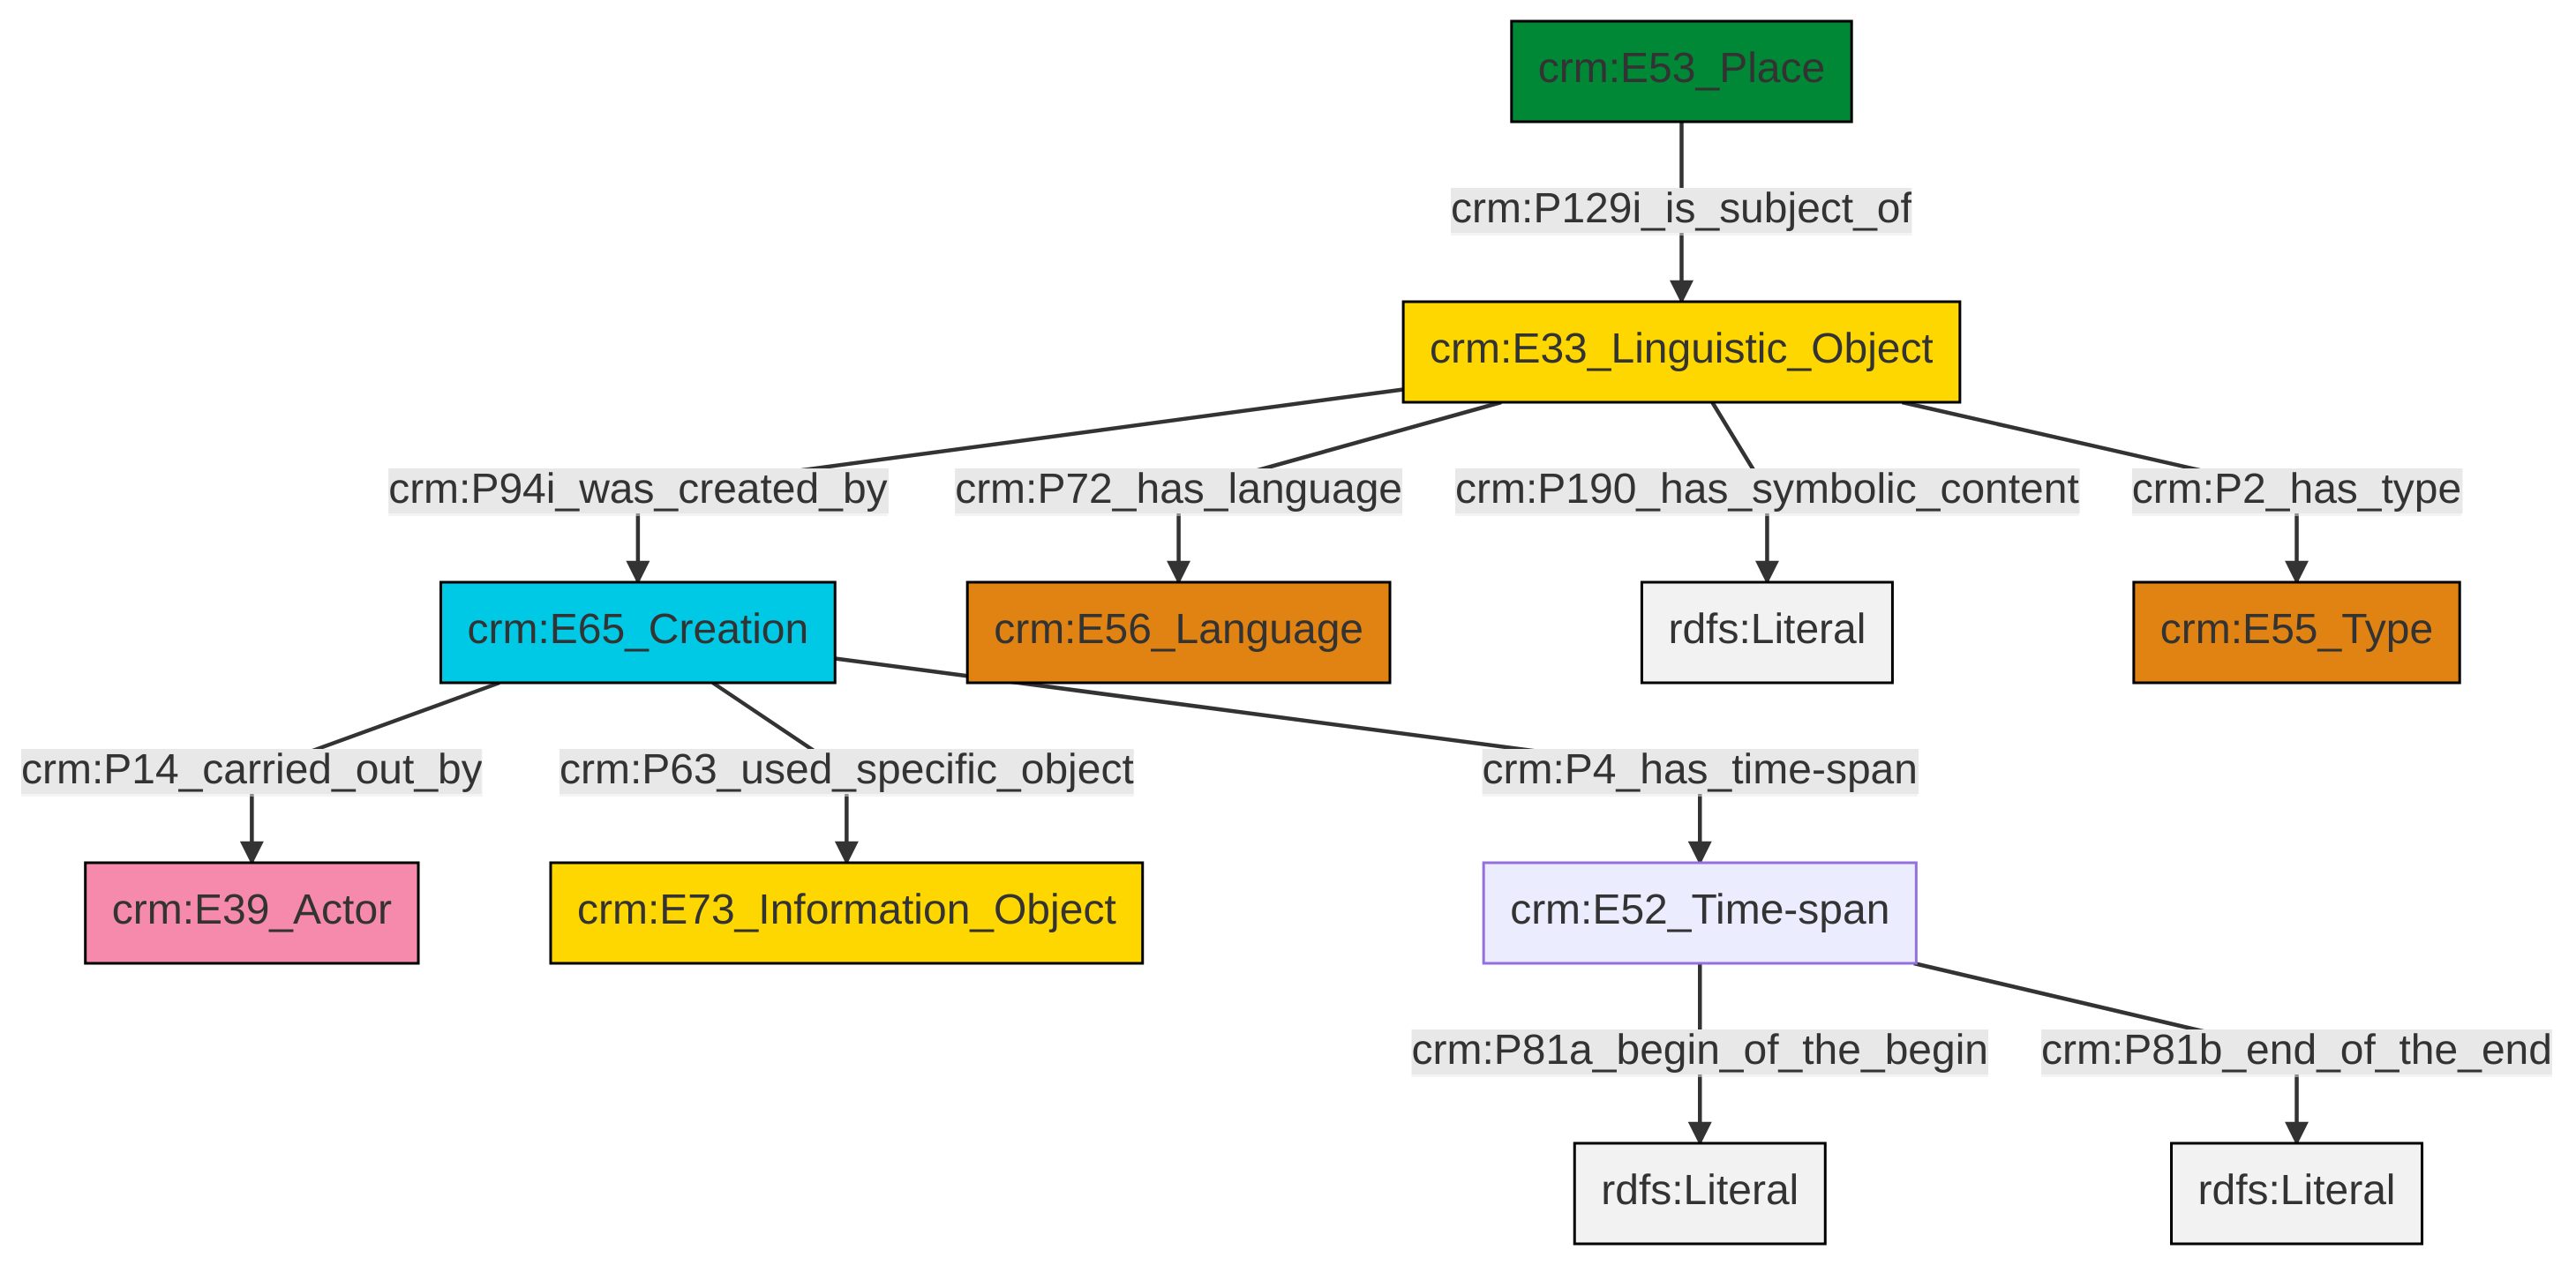 crm:E53_Place
crm:P129i_is_subject_of
crm:E33_Linguistic_Object
crm:P94i_was_created_by
crm:P72_has_language
crm:P190_has_symbolic_content
crm:P2_has_type
crm:E65_Creation
crm:E56_Language
rdfs:Literal
crm:E55_Type
crm:P14_carried_out_by
crm:P63_used_specific_object
crm:P4_has_time-span
crm:E39_Actor
crm:E73_Information_Object
crm:E52_Time-span
crm:P81a_begin_of_the_begin
crm:P81b_end_of_the_end
rdfs:Literal
rdfs:Literal